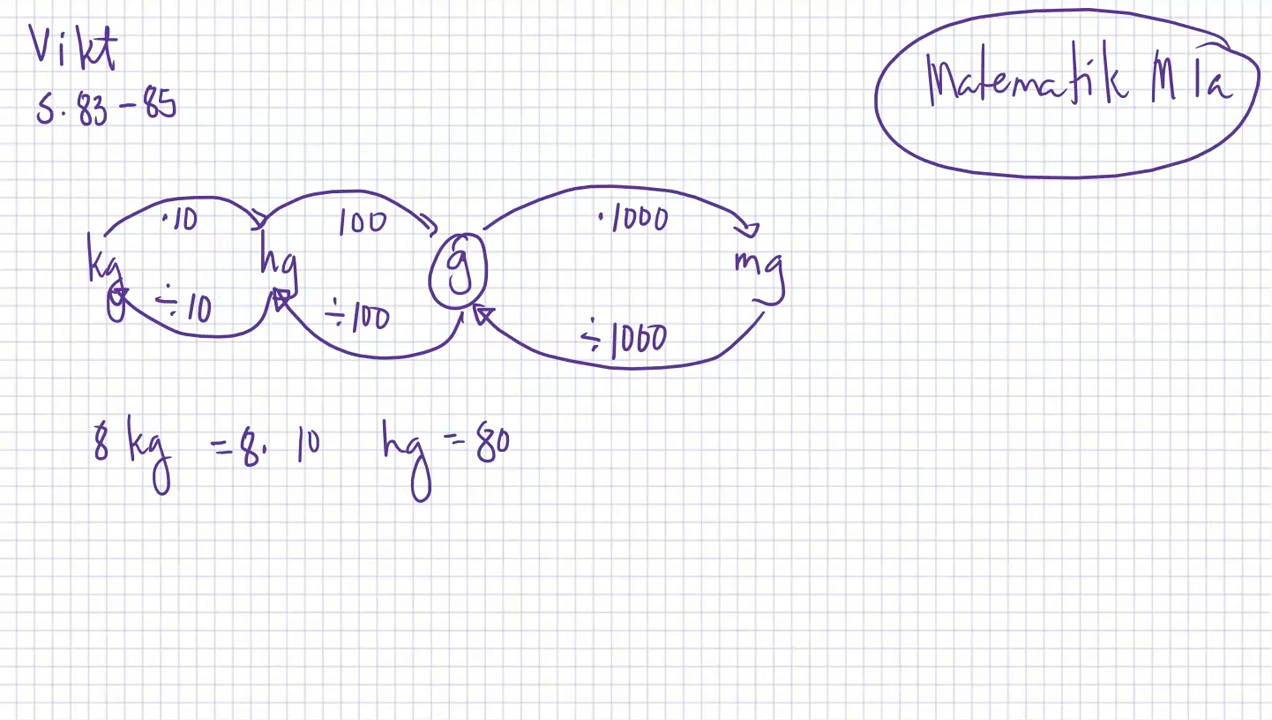 Vikt
s. 83-85
Matematik M 1a
·10 100 ·1000
kg hg g mg
÷10 ÷100 ÷1000
8 kg = 8· 10 hg = 80